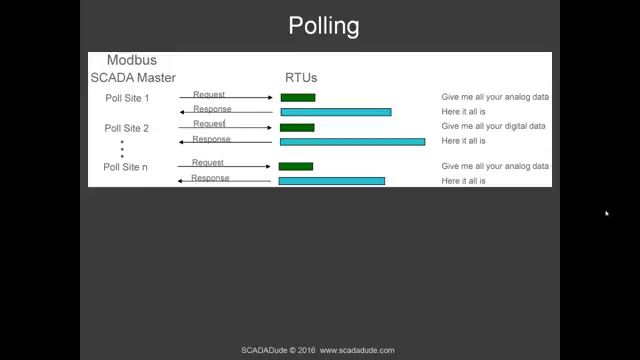 Polling
Modbus
SCADA Master
RTUs
Poll Site 1
Request
Give me all your analog data
Response
Here it all is
Poll Site 2
Request
Give me all your digital data
Response
Here it all is
Poll Site n
Request
Give me all your analog data
Response
Here it all is
SCADADude © 2016 www.scadadude.com